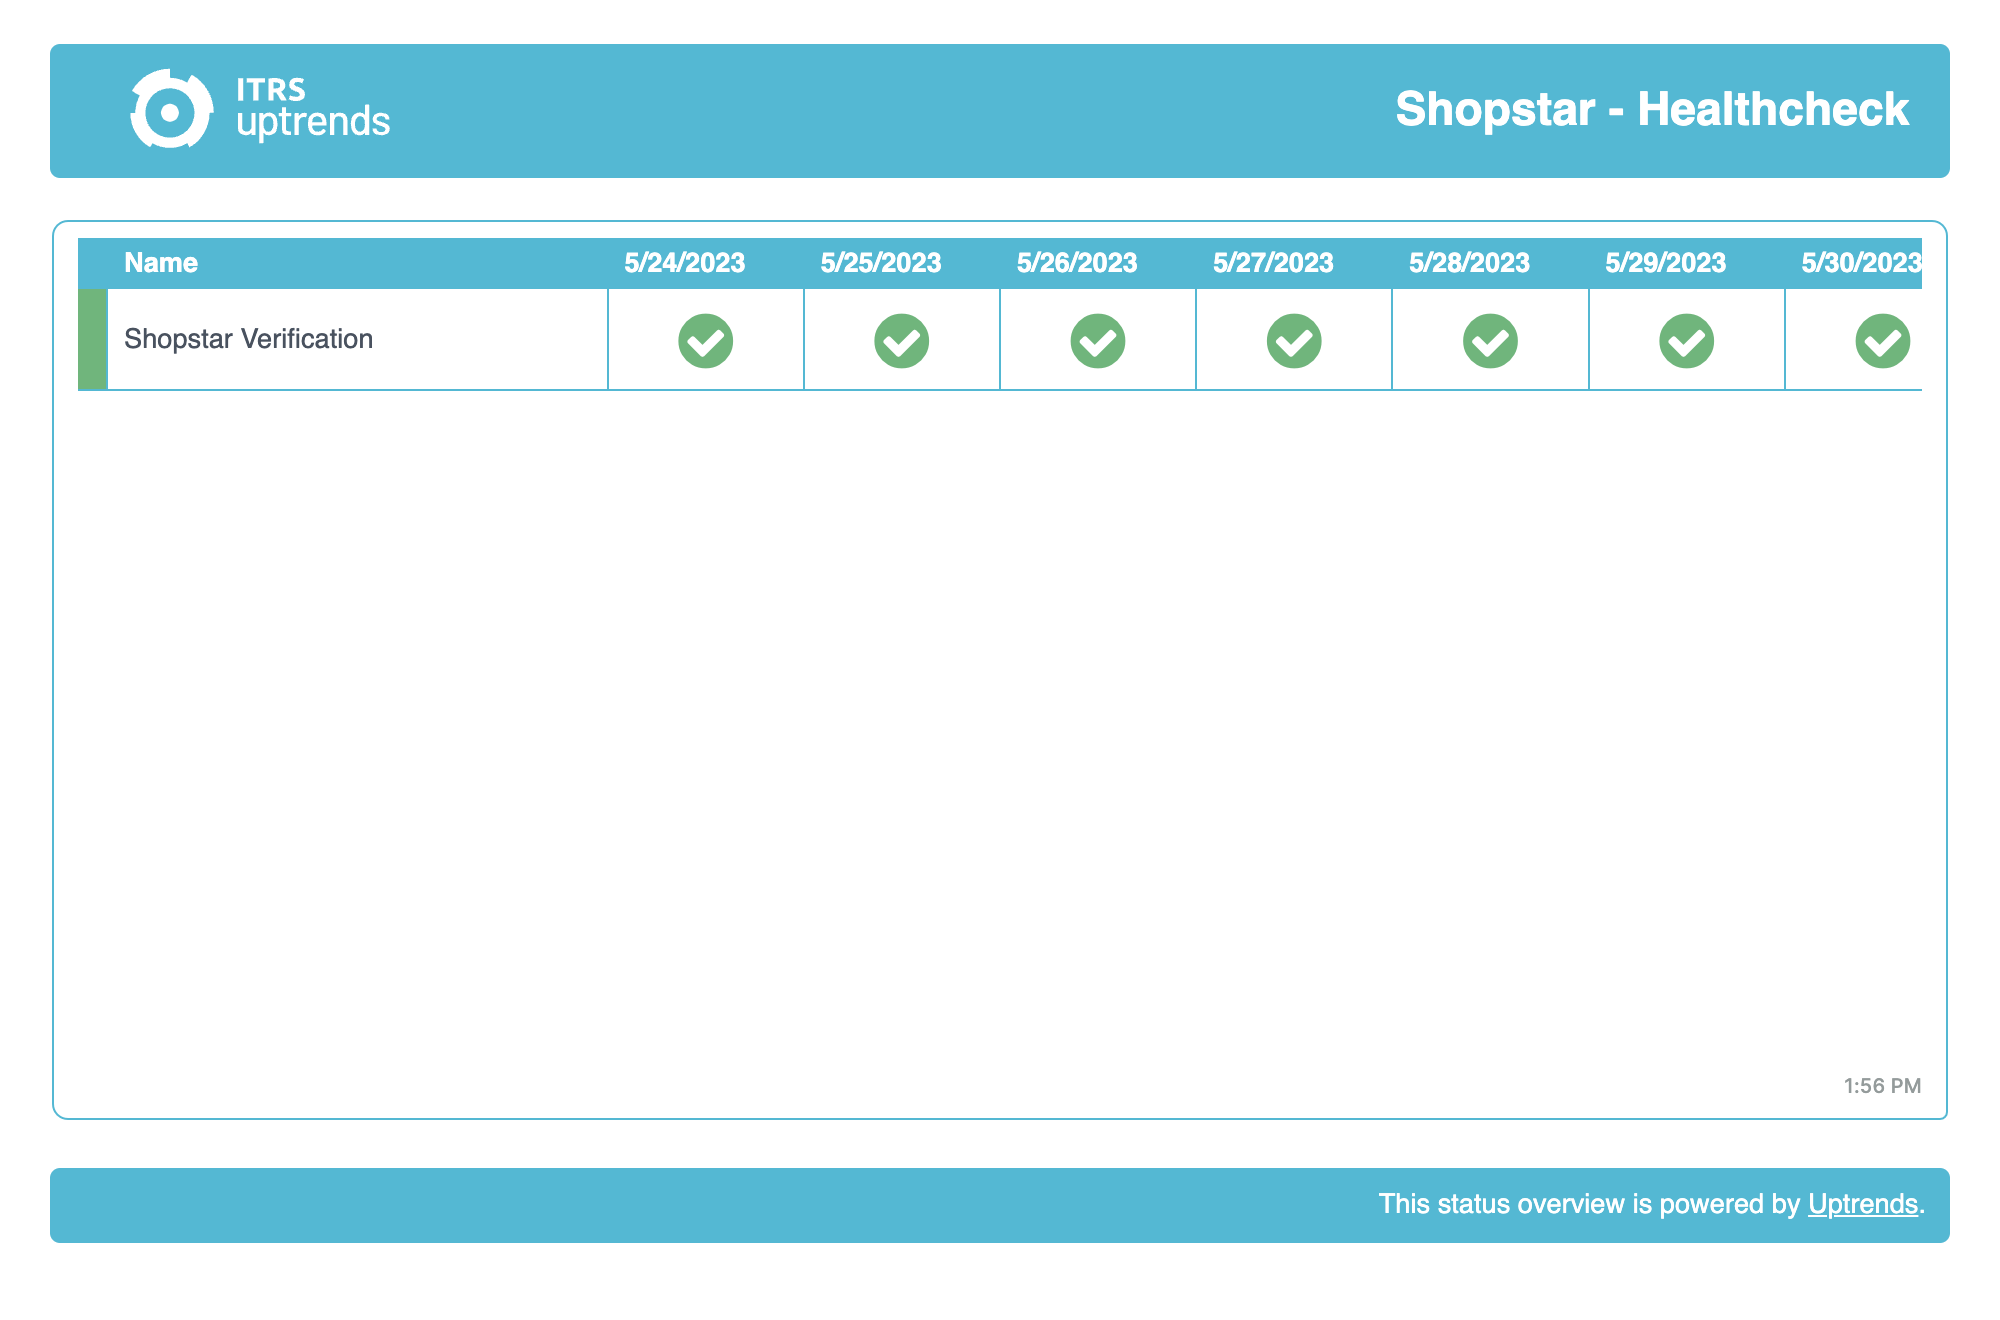 ITRS
uptrends
Shopstar - Healthcheck
Name 5/24/2023 5/25/2023 5/26/2023 5/27/2023 5/28/2023 5/29/2023 5/30/2023
Shopstar Verification
1:56 PM
This status overview is powered by Uptrends.